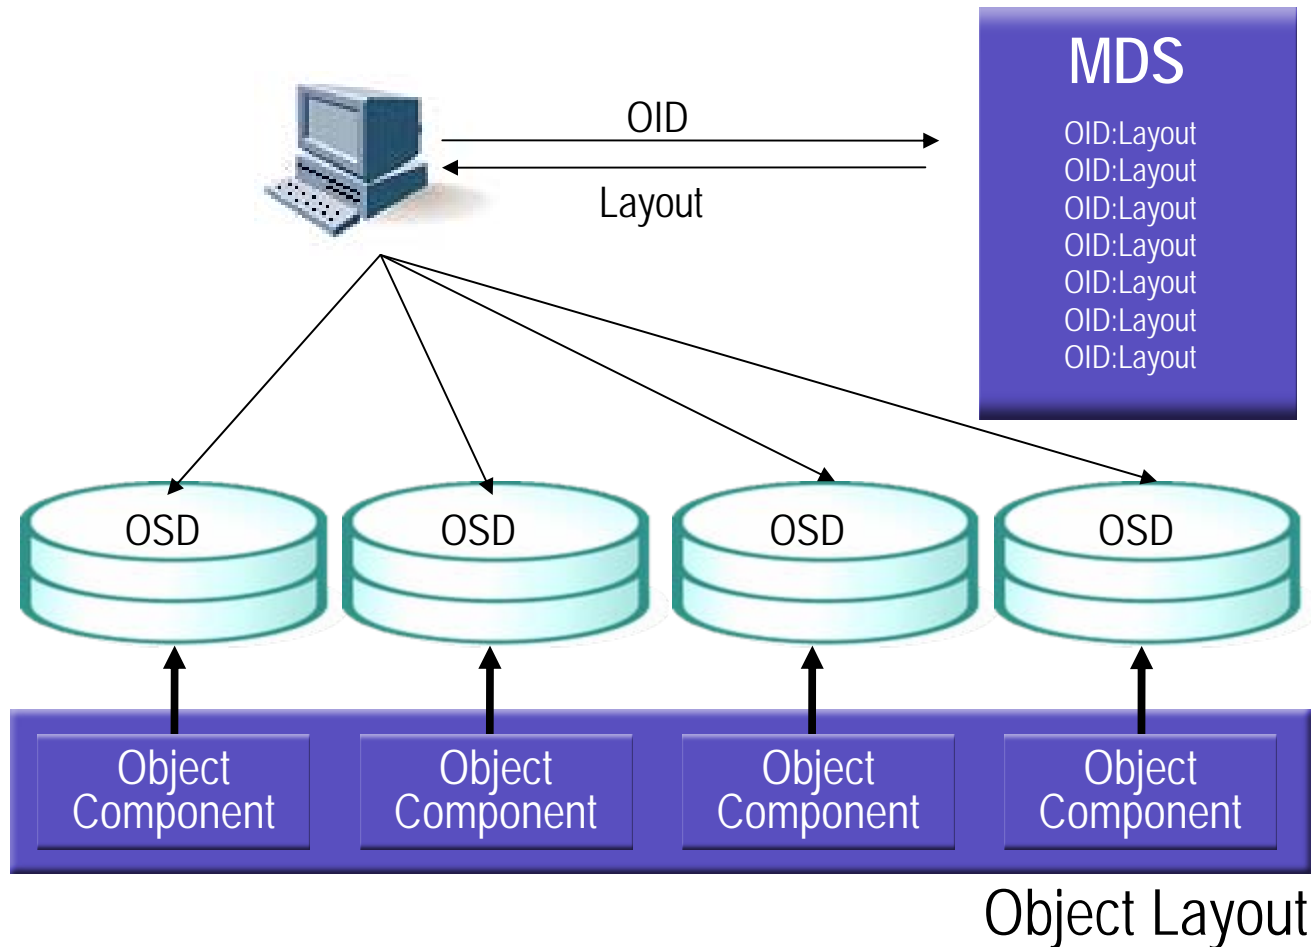 MDS
OID
OID:Layout
OID:Layout
Layout
OID:Layout
OID:Layout
OID:Layout
OID:Layout
OID:Layout
OSD
OSD
OSD
OSD
Object
Component
Object
Component
Object
Component
Object
Component
Object Layout